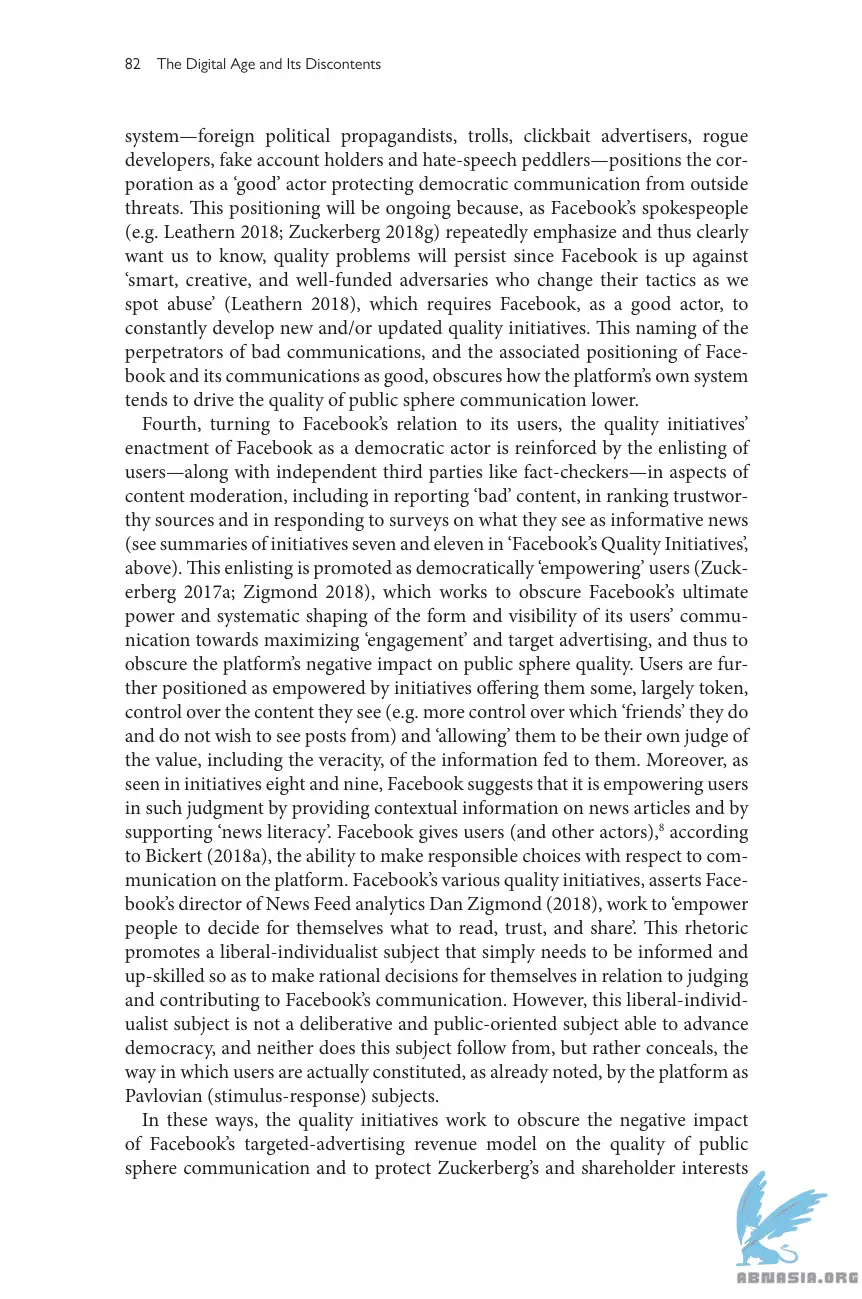 82 The Digital Age and Its Discontents
system—foreign political propagandists, trolls, clickbait advertisers, rogue
developers, fake account holders and hate-speech peddlers—positions the cor-
poration as a ‘good’ actor protecting democratic communication from outside
threats. This positioning will be ongoing because, as Facebook’s spokespeople
(e.g. Leathern 2018; Zuckerberg 2018g) repeatedly emphasize and thus clearly
want us to know, quality problems will persist since Facebook is up against
‘smart, creative, and well-funded adversaries who change their tactics as we
spot abuse’ (Leathern 2018), which requires Facebook, as a good actor, to
constantly develop new and/or updated quality initiatives. This naming of the
perpetrators of bad communications, and the associated positioning of Face-
book and its communications as good, obscures how the platform’s own system
tends to drive the quality of public sphere communication lower.
Fourth, turning to Facebook’s relation to its users, the quality initiatives’
enactment of Facebook as a democratic actor is reinforced by the enlisting of
users—along with independent third parties like fact-checkers—in aspects of
content moderation, including in reporting ‘bad’ content, in ranking trustwor-
thy sources and in responding to surveys on what they see as informative news
(see summaries of initiatives seven and eleven in ‘Facebook’s Quality Initiatives’,
above). This enlisting is promoted as democratically ‘empowering’ users (Zuck-
erberg 2017a; Zigmond 2018), which works to obscure Facebook’s ultimate
power and systematic shaping of the form and visibility of its users’ commu-
nication towards maximizing ‘engagement’ and target advertising, and thus to
obscure the platform’s negative impact on public sphere quality. Users are fur-
ther positioned as empowered by initiatives offering them some, largely token,
control over the content they see (e.g. more control over which ‘friends’ they do
and do not wish to see posts from) and ‘allowing’ them to be their own judge of
the value, including the veracity, of the information fed to them. Moreover, as
seen in initiatives eight and nine, Facebook suggests that it is empowering users
in such judgment by providing contextual information on news articles and by
supporting ‘news literacy’. Facebook gives users (and other actors),⁸ according
to Bickert (2018a), the ability to make responsible choices with respect to com-
munication on the platform. Facebook’s various quality initiatives, asserts Face-
book’s director of News Feed analytics Dan Zigmond (2018), work to ‘empower
people to decide for themselves what to read, trust, and share’. This rhetoric
promotes a liberal-individualist subject that simply needs to be informed and
up-skilled so as to make rational decisions for themselves in relation to judging
and contributing to Facebook’s communication. However, this liberal-individ-
ualist subject is not a deliberative and public-oriented subject able to advance
democracy, and neither does this subject follow from, but rather conceals, the
way in which users are actually constituted, as already noted, by the platform as
Pavlovian (stimulus-response) subjects.
In these ways, the quality initiatives work to obscure the negative impact
of Facebook’s targeted-advertising revenue model on the quality of public
sphere communication and to protect Zuckerberg’s and shareholder interests
ABNASIA.ORG